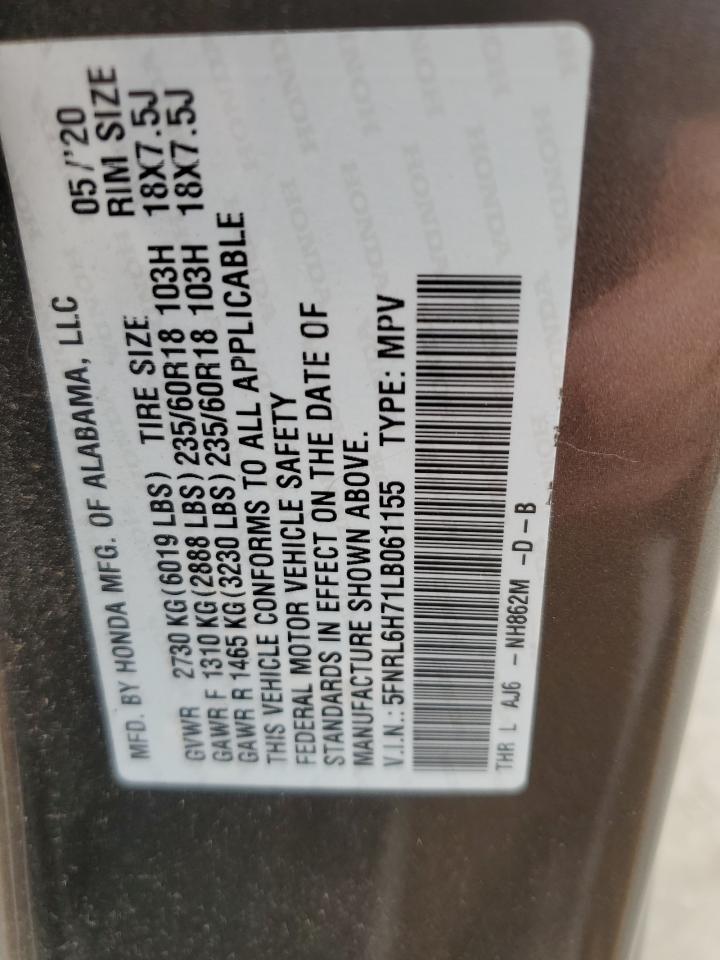 MFD. BY HONDA MFG. OF ALABAMA, LLC 05/'20
TIRE SIZE RIM SIZE
GVWR 2730 KG(6019 LBS)
GAWR F 1310 KG(2888 LBS) 235/60R18 103H 18X7.5J
GAWR R 1465 KG(3230 LBS) 235/60R18 103H 18X7.5J
THIS VEHICLE CONFORMS TO ALL APPLICABLE
FEDERAL MOTOR VEHICLE SAFETY
STANDARDS IN EFFECT ON THE DATE OF
MANUFACTURE SHOWN ABOVE.
V.I.N.: 5FNRL6H71LB061155 TYPE: MPV
THR L AJ6 - NH862M -D-B